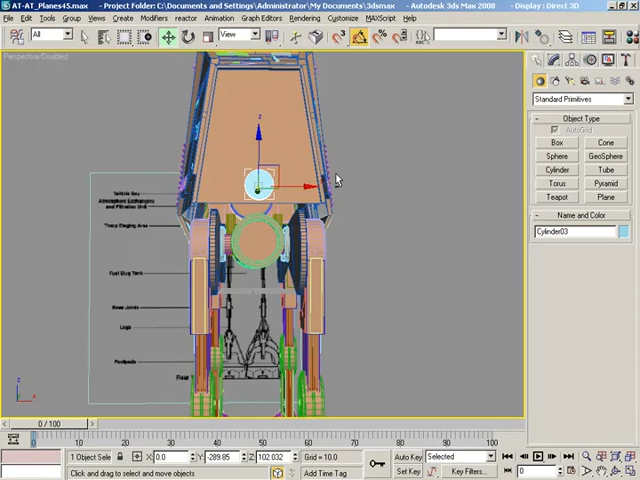 AT-AT_Planes45.max - Project Folder: C:\Documents and Settings\Administrator\My Documents\3dsmax - Autodesk 3ds Max 2008 - Display : Direct 3D
File Edit Tools Group Views Create Modifiers reactor Animation Graph Editors Rendering Customize MAXScript Help
All View
Perspective/Disabled
Standard Primitives
Object Type
AutoGrid
Box Cone
Sphere GeoSphere
Cylinder Tube
Torus Pyramid
Teapot Plane
Name and Color
Cylinder03
z
Vehicle Bay
Atmosphere Exchangers
and Filtration Unit
Troop Staging Area
Fuel Slug Tank
Knee Joints
Legs
Footpads
Rear
z
x
0 / 100
0 10 20 30 40 50 60 70 80 90 100
1 Object Sele X: 0.0 Y: -289.85 Z: 102.032 Grid = 10.0 Auto Key Selected
Click and drag to select and move objects Add Time Tag Set Key Key Filters... 0